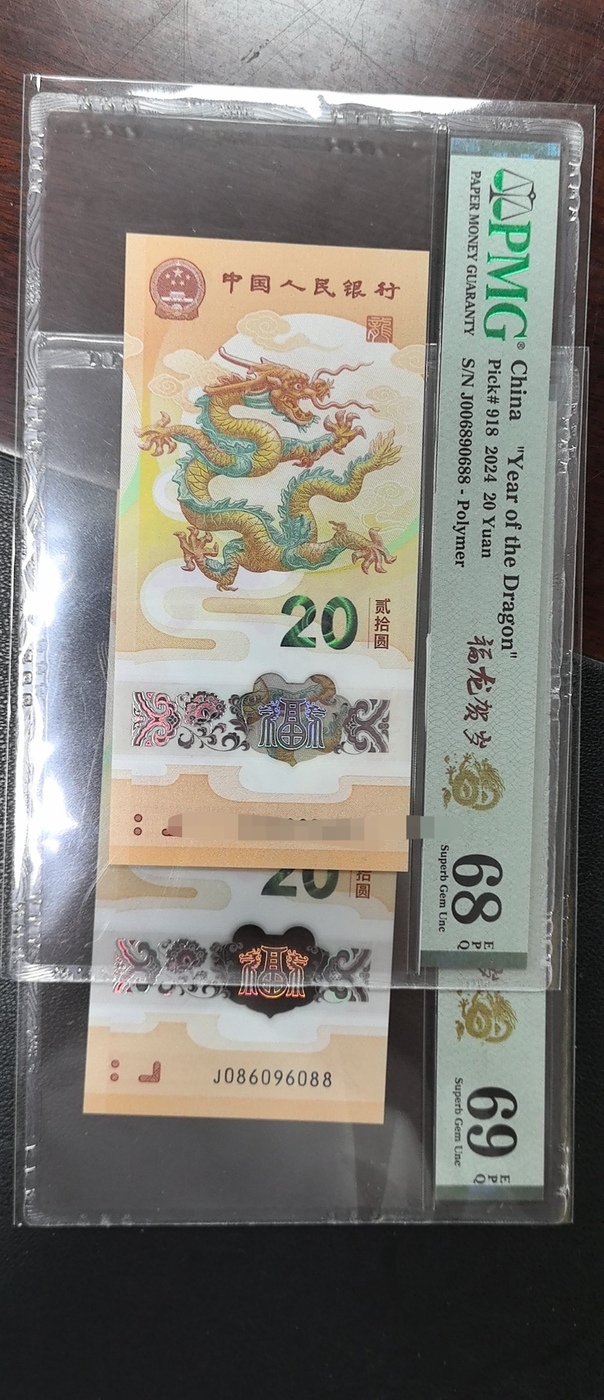 中国人民银行
龍
20
贰拾圆
PMG®
PAPER MONEY GUARANTY
China "Year of the Dragon"
Pick# 918 2024 20 Yuan
S/N J006890688 - Polymer
福龙贺岁
68
EPQ
Superb Gem Unc
20
拾圆
J086096088
69
EPQ
Superb Gem Unc